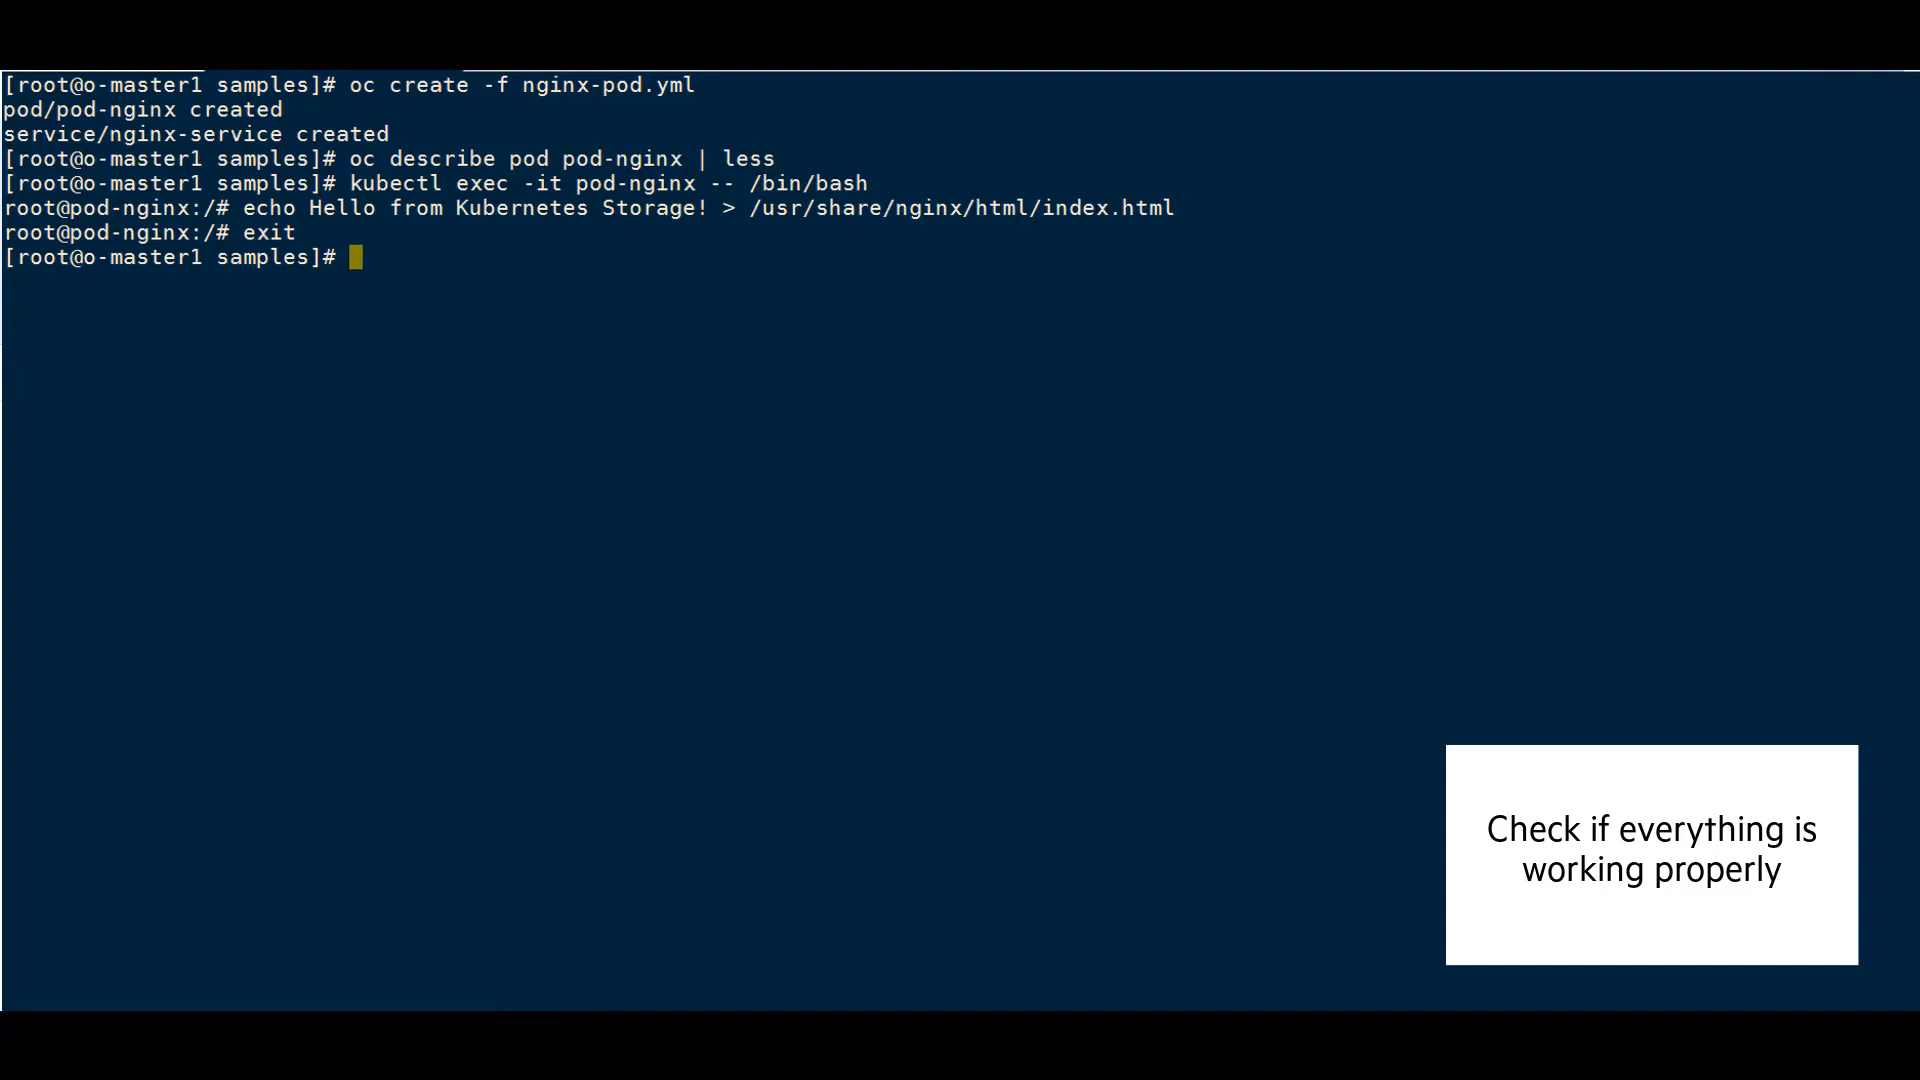 [root@o-master1 samples]# oc create -f nginx-pod.yml
pod/pod-nginx created
service/nginx-service created
[root@o-master1 samples]# oc describe pod pod-nginx | less
[root@o-master1 samples]# kubectl exec -it pod-nginx -- /bin/bash
root@pod-nginx:/# echo Hello from Kubernetes Storage! > /usr/share/nginx/html/index.html
root@pod-nginx:/# exit
[root@o-master1 samples]#
Check if everything is
working properly